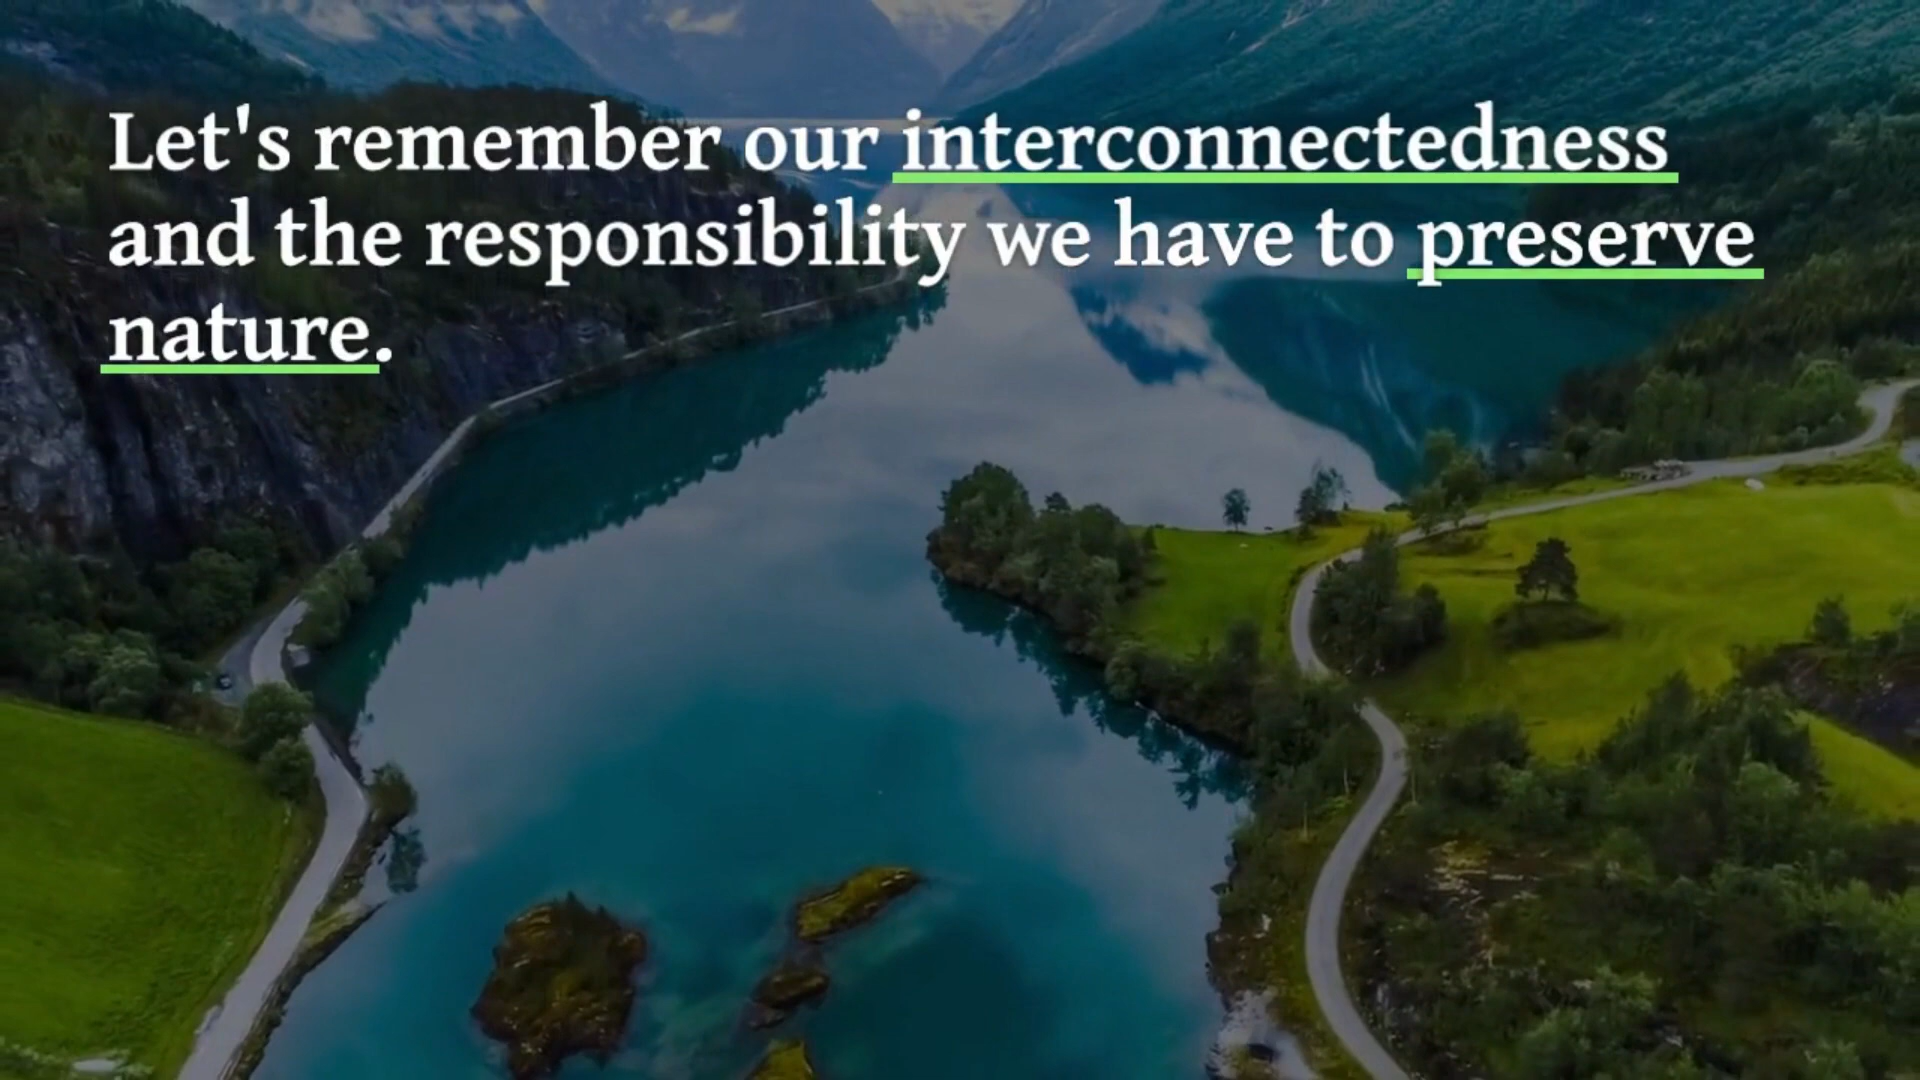 Let's remember our interconnectedness
and the responsibility we have to preserve
nature.